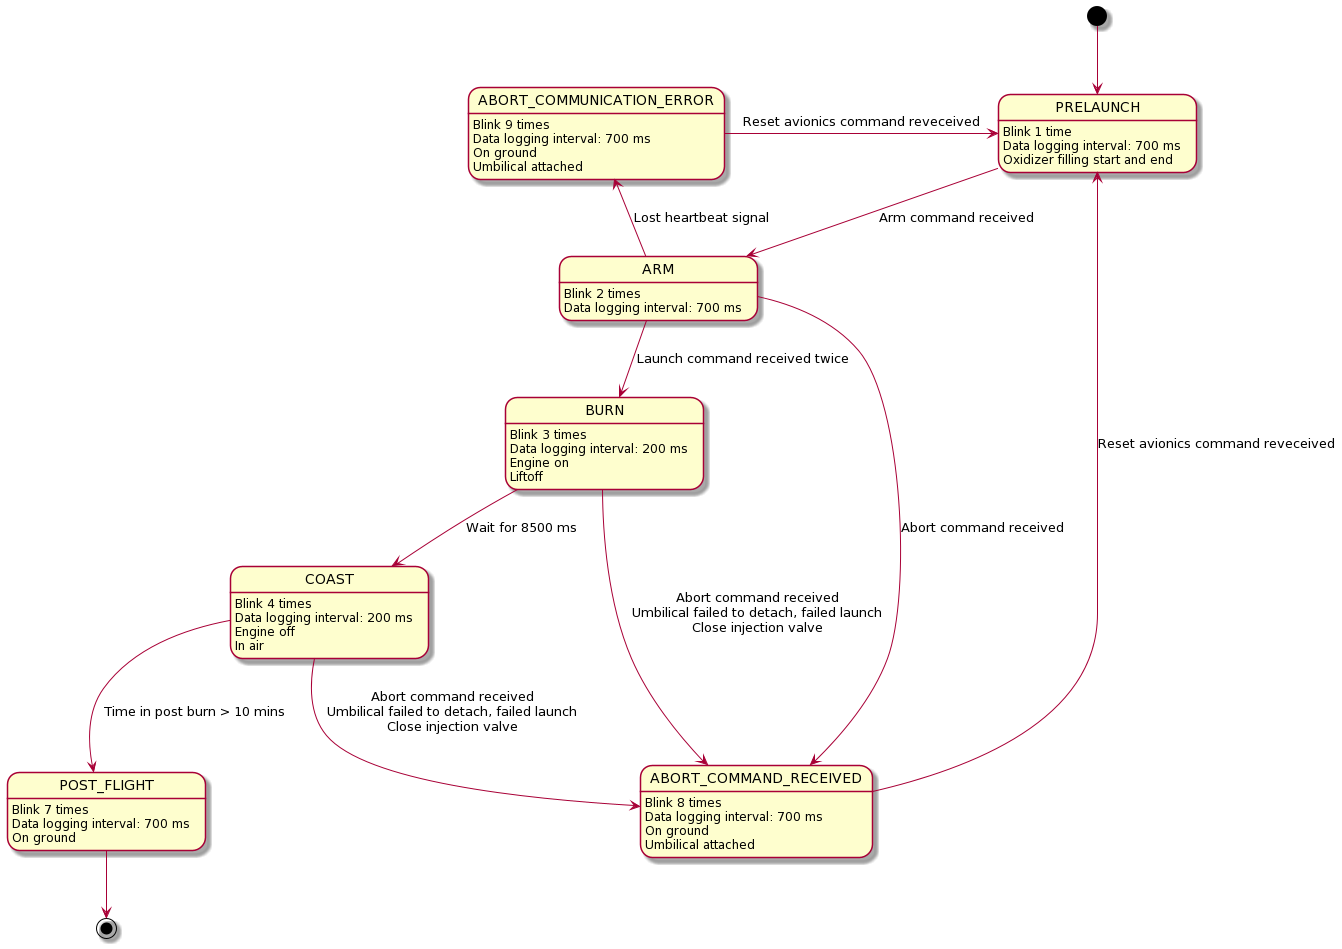 ABORT_COMMUNICATION_ERROR
Blink 9 times
Data logging interval: 700 ms
On ground
Umbilical attached
Reset avionics command reveceived
PRELAUNCH
Blink 1 time
Data logging interval: 700 ms
Oxidizer filling start and end
Lost heartbeat signal
Arm command received
ARM
Blink 2 times
Data logging interval: 700 ms
Launch command received twice
BURN
Blink 3 times
Data logging interval: 200 ms
Engine on
Liftoff
Reset avionics command reveceived
Wait for 8500 ms
Abort command received
COAST
Blink 4 times
Data logging interval: 200 ms
Engine off
In air
Abort command received
Umbilical failed to detach, failed launch
Close injection valve
Time in post burn > 10 mins
Abort command received
Umbilical failed to detach, failed launch
Close injection valve
POST_FLIGHT
Blink 7 times
Data logging interval: 700 ms
On ground
ABORT_COMMAND_RECEIVED
Blink 8 times
Data logging interval: 700 ms
On ground
Umbilical attached